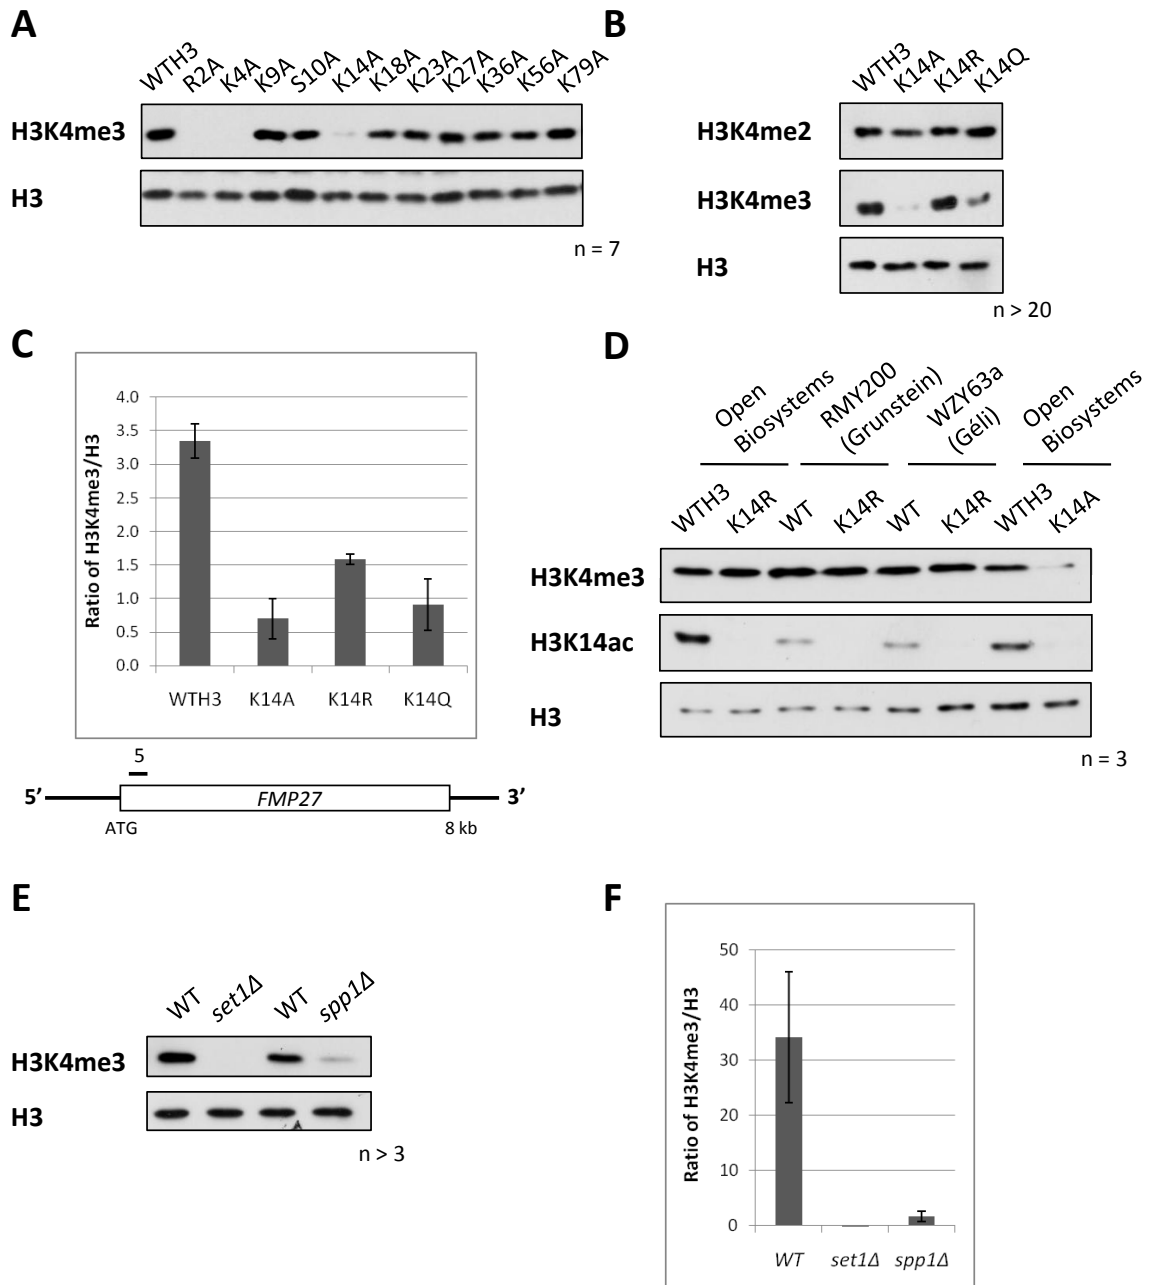 A
WTH3 R2A K4A K9A S10A K14A K18A K23A K27A K36A K56A K79A
H3K4me3
H3
n = 7
B
WTH3 K14A K14R K14Q
H3K4me2
H3K4me3
H3
n > 20
C
Ratio of H3K4me3/H3
4.0
3.5
3.0
2.5
2.0
1.5
1.0
0.5
0.0
WTH3 K14A K14R K14Q
5
5’ FMP27 3’
ATG 8 kb
D
Open Biosystems
RMY200 (Grunstein)
WZY63a (Géli)
Open Biosystems
WTH3 K14R WT K14R WT K14R WTH3 K14A
H3K4me3
H3K14ac
H3
n = 3
E
WT set1Δ WT spp1Δ
H3K4me3
H3
n > 3
F
Ratio of H3K4me3/H3
50
40
30
20
10
0
WT set1Δ spp1Δ